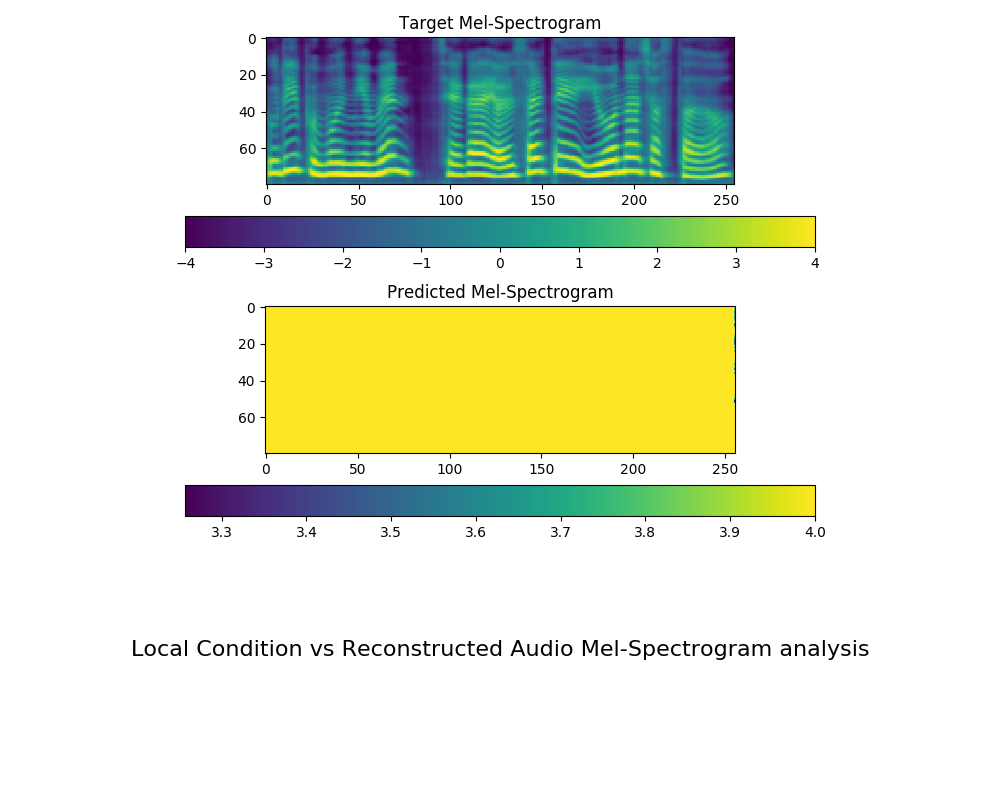 Target Mel-Spectrogram
0
20
40
60
0 50 100 150 200 250
−4 −3 −2 −1 0 1 2 3 4
Predicted Mel-Spectrogram
0
20
40
60
0 50 100 150 200 250
3.3 3.4 3.5 3.6 3.7 3.8 3.9 4.0
Local Condition vs Reconstructed Audio Mel-Spectrogram analysis